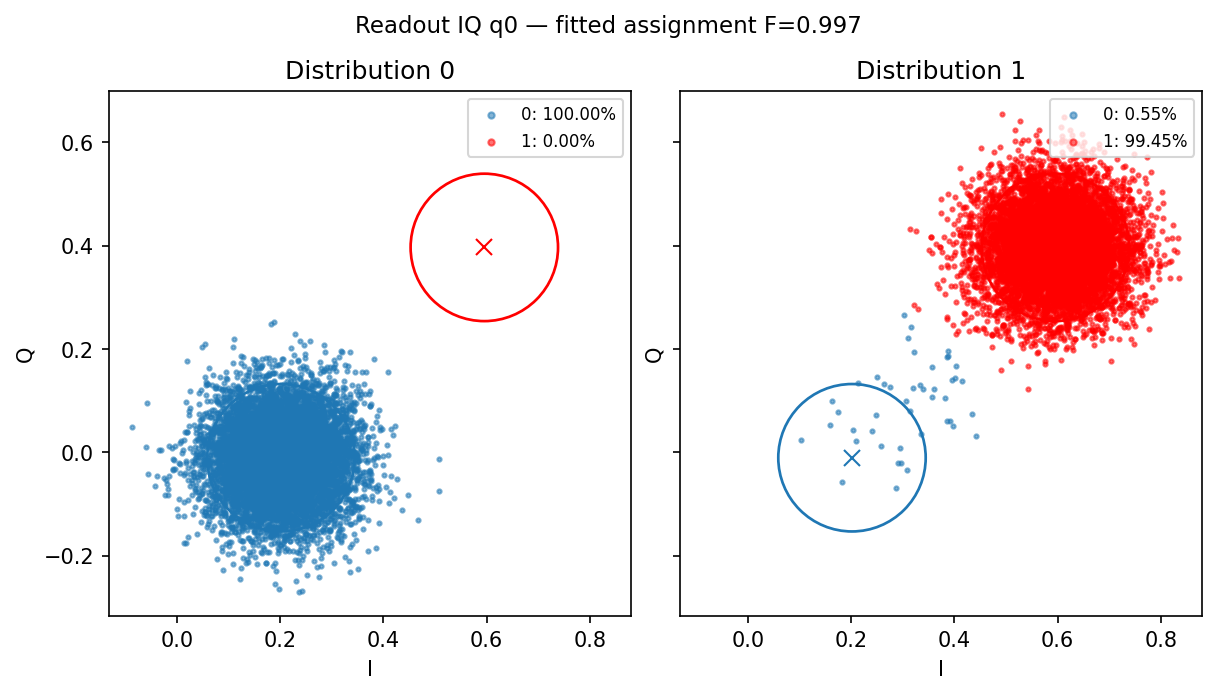 Readout IQ q0 — fitted assignment F=0.997
Distribution 0
Distribution 1
0: 100.00%
1: 0.00%
0: 0.55%
1: 99.45%
Q
0.6
0.4
0.2
0.0
−0.2
Q
0.0 0.2 0.4 0.6 0.8
0.0 0.2 0.4 0.6 0.8
I
I